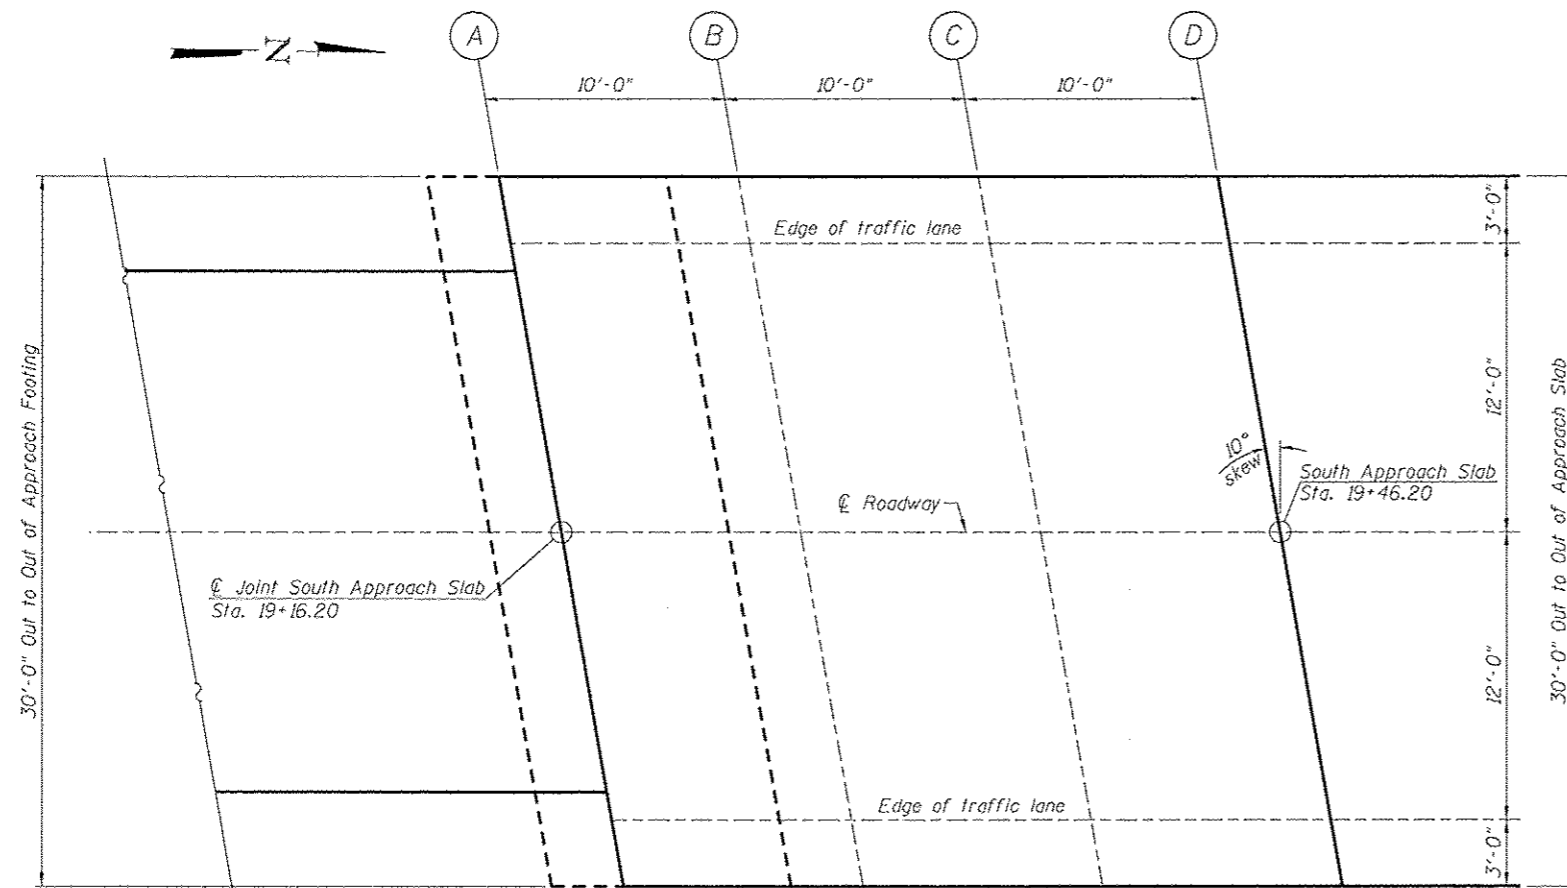 N
A
B
C
D
10'-0"
10'-0"
10'-0"
Edge of traffic lane
3'-0"
12'-0"
30'-0" Out to Out of Approach Footing
30'-0" Out to Out of Approach Slab
10°
skew
South Approach Slab
Sta. 19+46.20
℄ Roadway
℄ Joint South Approach Slab
Sta. 19+16.20
12'-0"
Edge of traffic lane
3'-0"